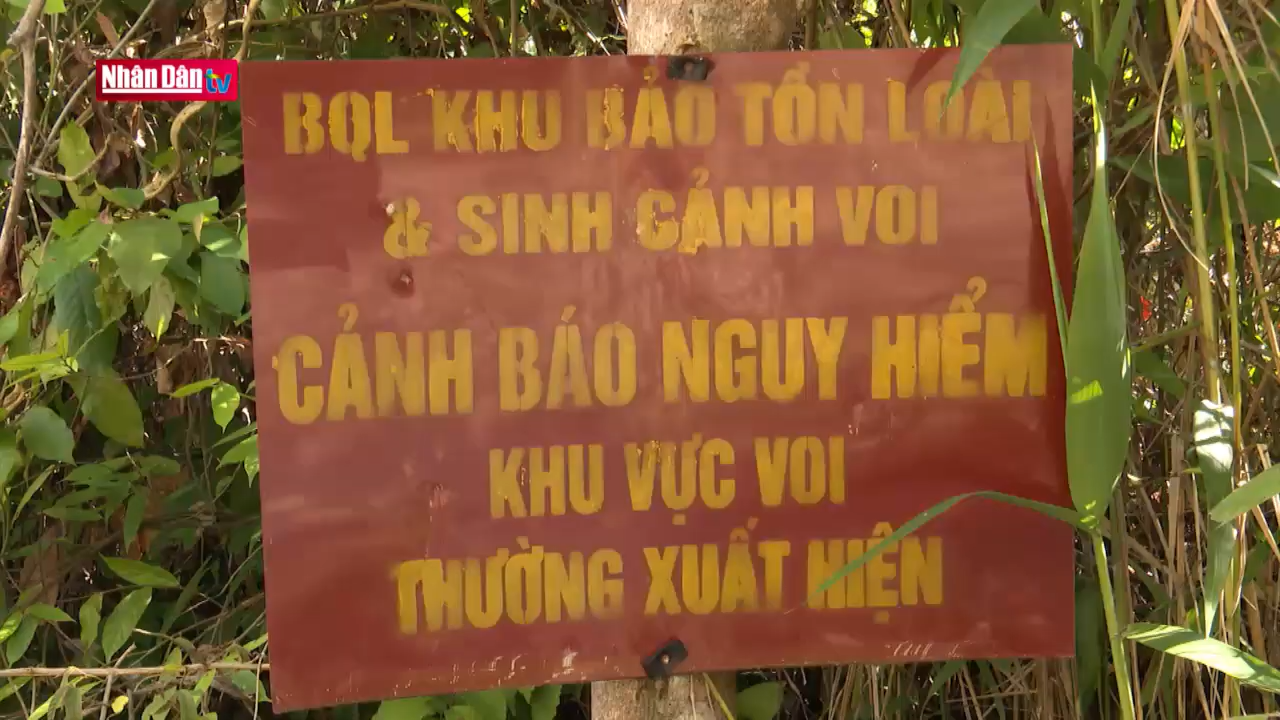 Nhân Dân tv
BQL KHU BẢO TỒN LOÀI
& SINH CẢNH VOI
CẢNH BÁO NGUY HIỂM
KHU VỰC VOI
THƯỜNG XUẤT HIỆN